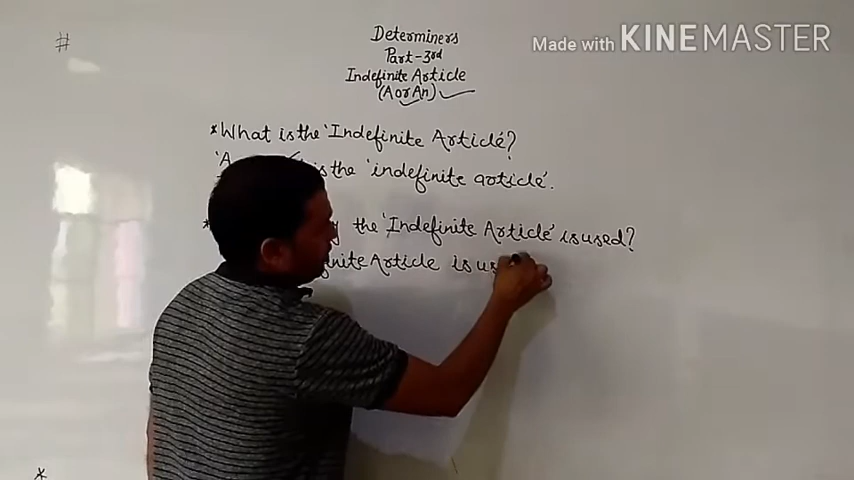 #
Determiners
Made with KINEMASTER
Part-3rd
Indefinite Article
(A or An)
*What is the 'Indefinite Article'?
'A is the 'indefinite article'.
* the 'Indefinite Article' is used?
Article is us
*